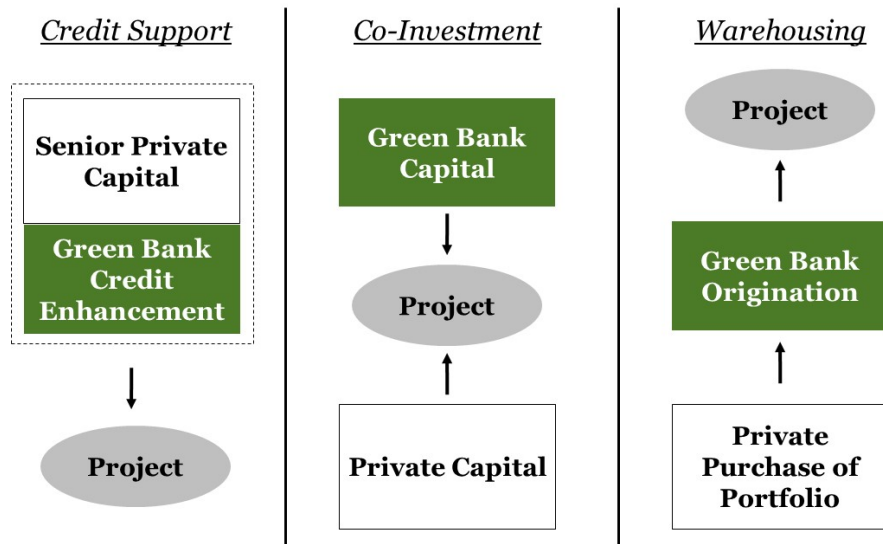 Credit Support
Senior Private
Capital
Green Bank
Credit
Enhancement
Project
Co-Investment
Green Bank
Capital
Project
Private Capital
Warehousing
Project
Green Bank
Origination
Private
Purchase of
Portfolio